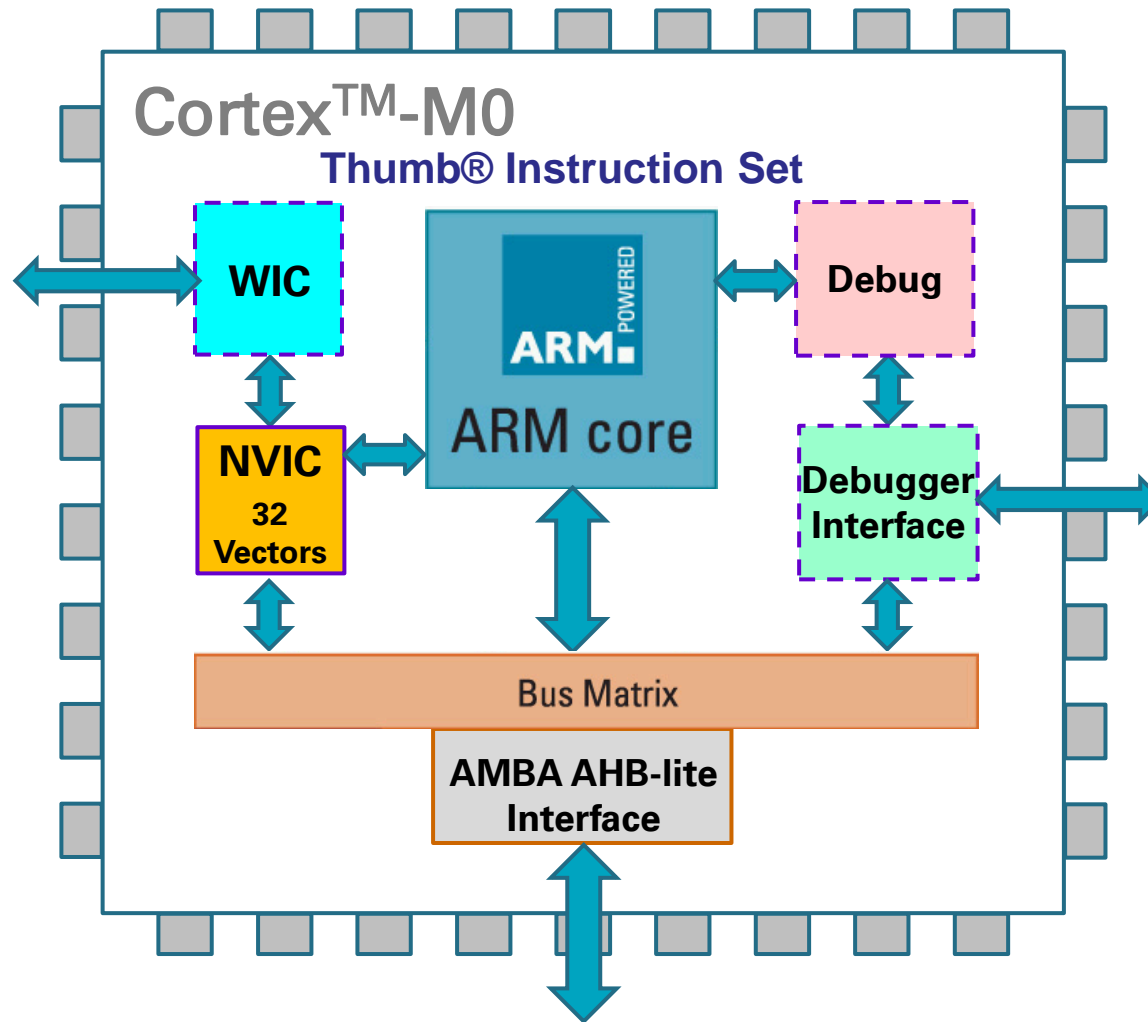 Cortex™-M0
Thumb® Instruction Set
WIC
ARM POWERED
ARM core
Debug
NVIC
32
Vectors
Debugger
Interface
Bus Matrix
AMBA AHB-lite
Interface